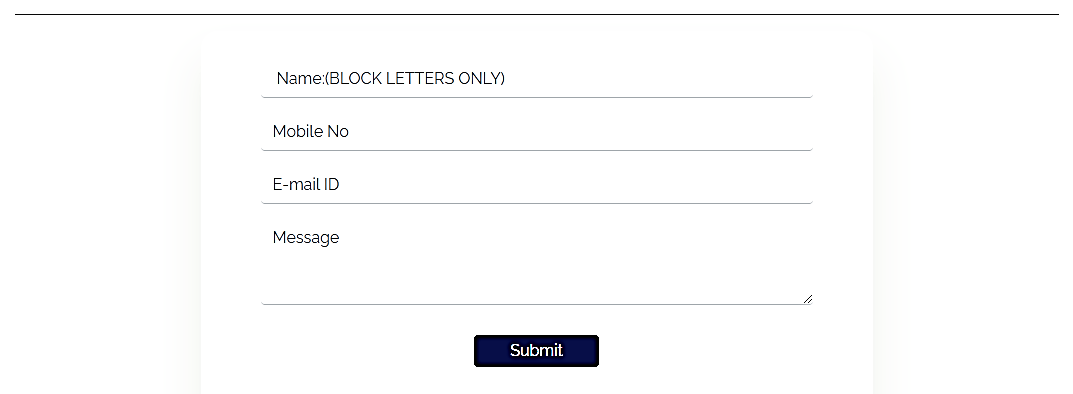 Name:(BLOCK LETTERS ONLY)
Mobile No
E-mail ID
Message
Submit